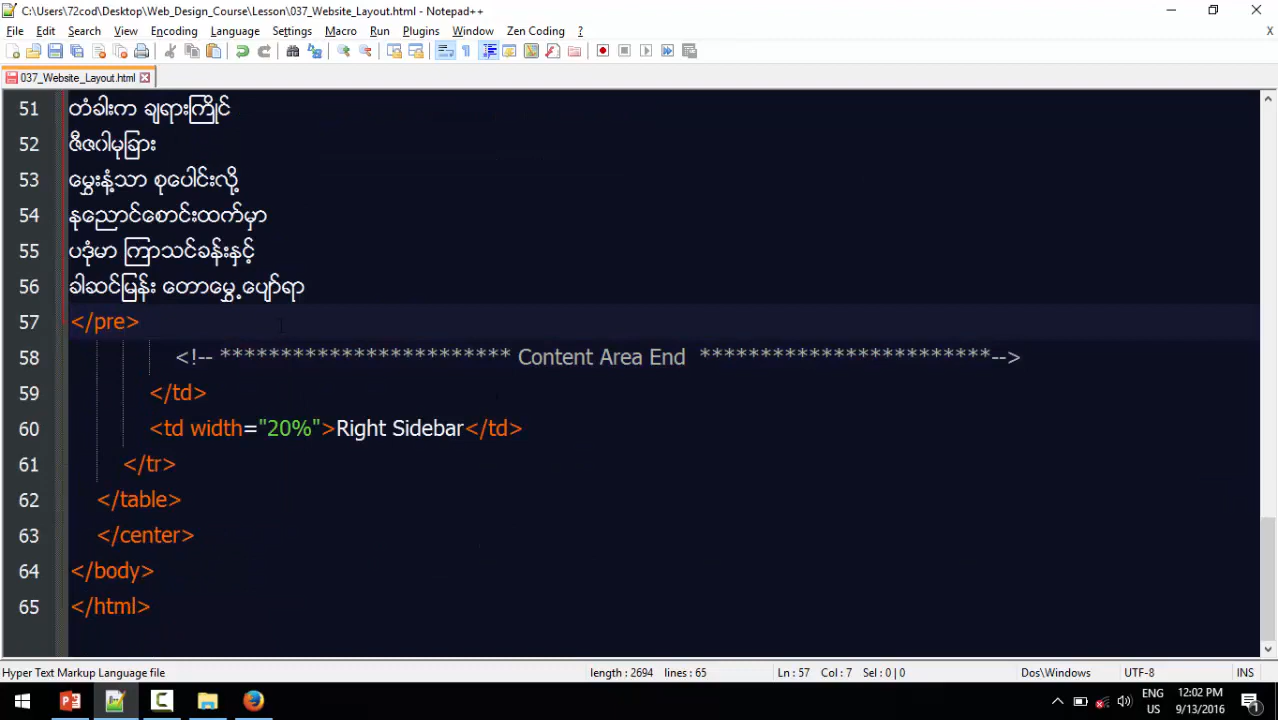 C:\Users\72cod\Desktop\Web_Design_Course\Lesson\037_Website_Layout.html - Notepad++
File Edit Search View Encoding Language Settings Macro Run Plugins Window Zen Coding ? X
037_Website_Layout.html
51 တံခါးက ချရားကြိုင်
52 ဇီဇဝါမုခြား
53 မွှေးနံ့သာ စုပေါင်းလို့
54 နညောင်စောင်းထက်မှာ
55 ပဒုံမာ ကြာသင်ခန်းနှင့်
56 ခါဆင်မြန်း တောမွှေ့ပျော်ရာ
57 </pre>
58 <!-- ************************ Content Area End ************************-->
59 </td>
60 <td width="20%">Right Sidebar</td>
61 </tr>
62 </table>
63 </center>
64 </body>
65 </html>
Hyper Text Markup Language file length : 2694 lines : 65 Ln : 57 Col : 7 Sel : 0 | 0 Dos\Windows UTF-8 INS
ENG 12:02 PM
US 9/13/2016